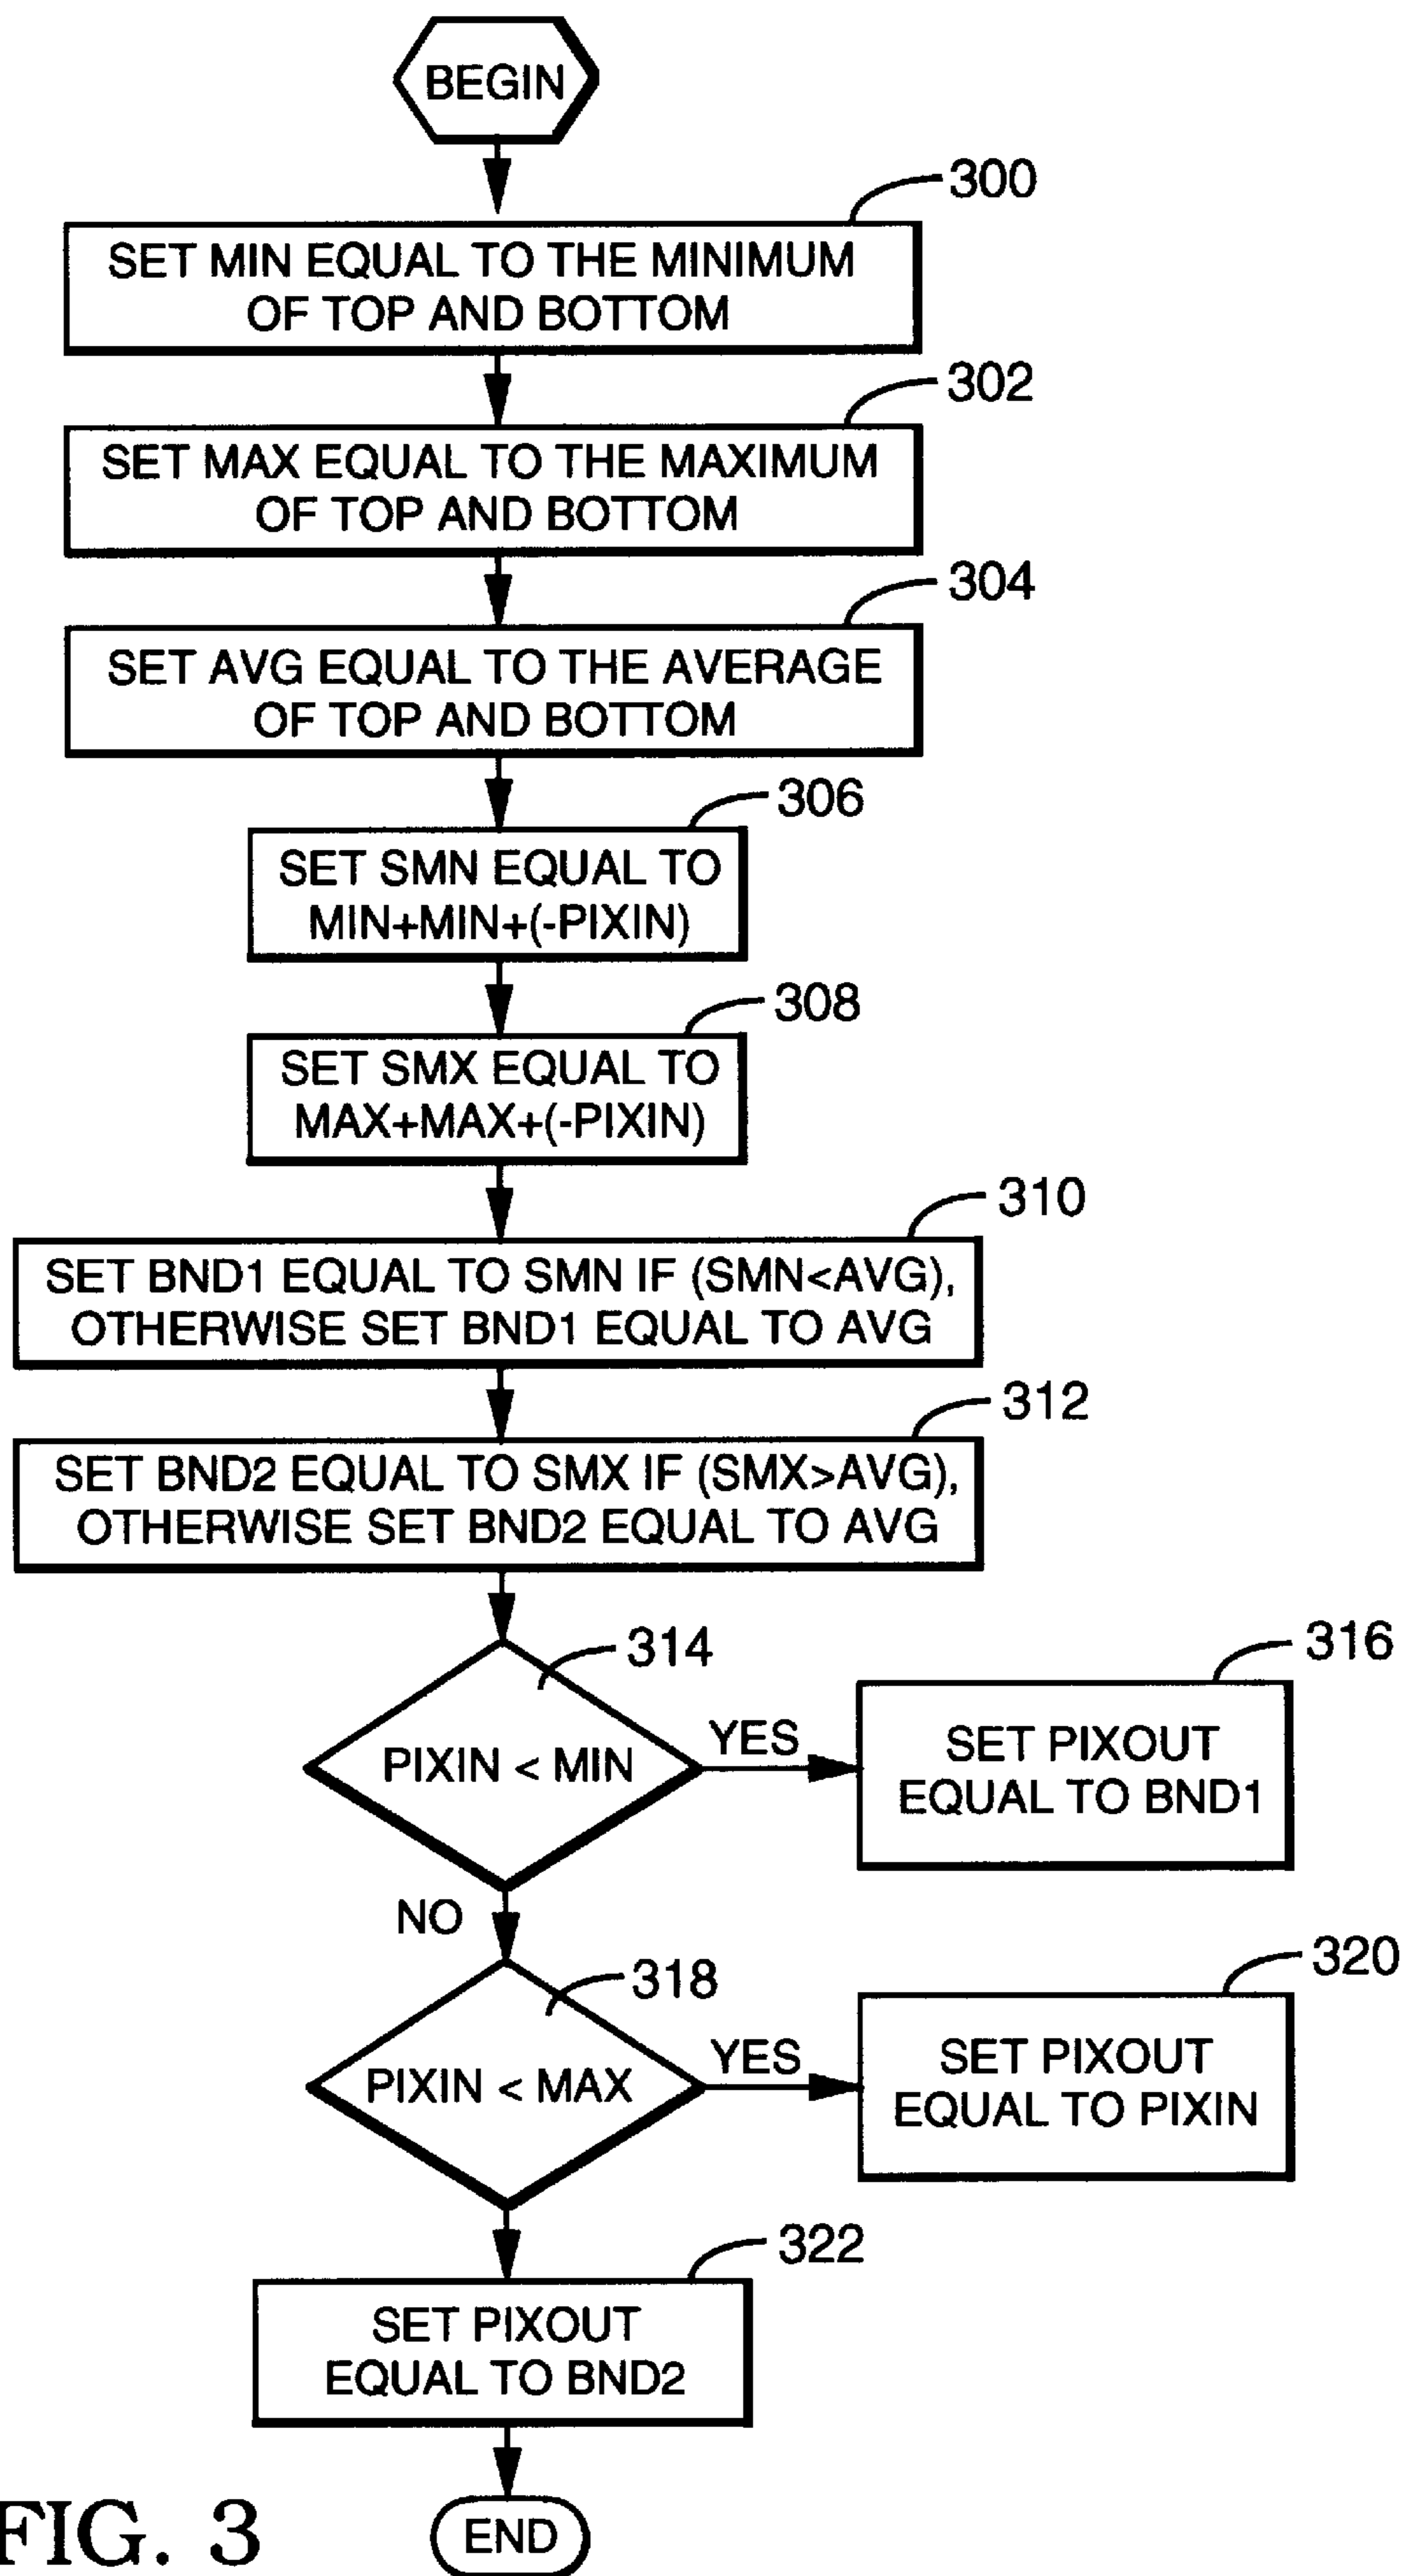 BEGIN
300
SET MIN EQUAL TO THE MINIMUM
OF TOP AND BOTTOM
302
SET MAX EQUAL TO THE MAXIMUM
OF TOP AND BOTTOM
304
SET AVG EQUAL TO THE AVERAGE
OF TOP AND BOTTOM
306
SET SMN EQUAL TO
MIN+MIN+(-PIXIN)
308
SET SMX EQUAL TO
MAX+MAX+(-PIXIN)
310
SET BND1 EQUAL TO SMN IF (SMN<AVG),
OTHERWISE SET BND1 EQUAL TO AVG
312
SET BND2 EQUAL TO SMX IF (SMX>AVG),
OTHERWISE SET BND2 EQUAL TO AVG
314
PIXIN < MIN
YES
316
SET PIXOUT
EQUAL TO BND1
NO
318
PIXIN < MAX
YES
320
SET PIXOUT
EQUAL TO PIXIN
322
SET PIXOUT
EQUAL TO BND2
END
FIG. 3